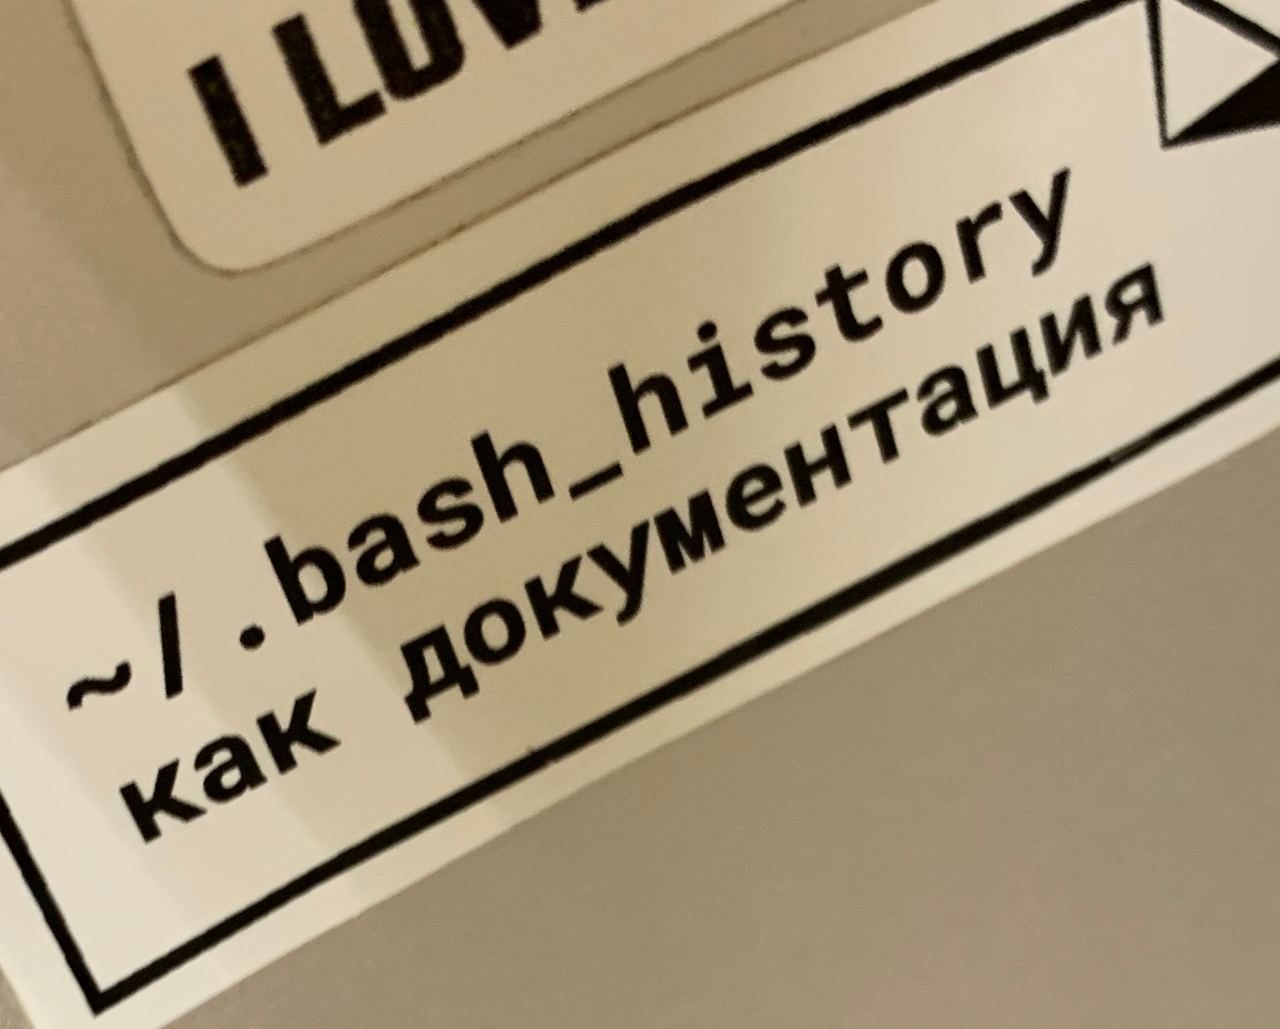 I LOV
~/.bash_history
как документация